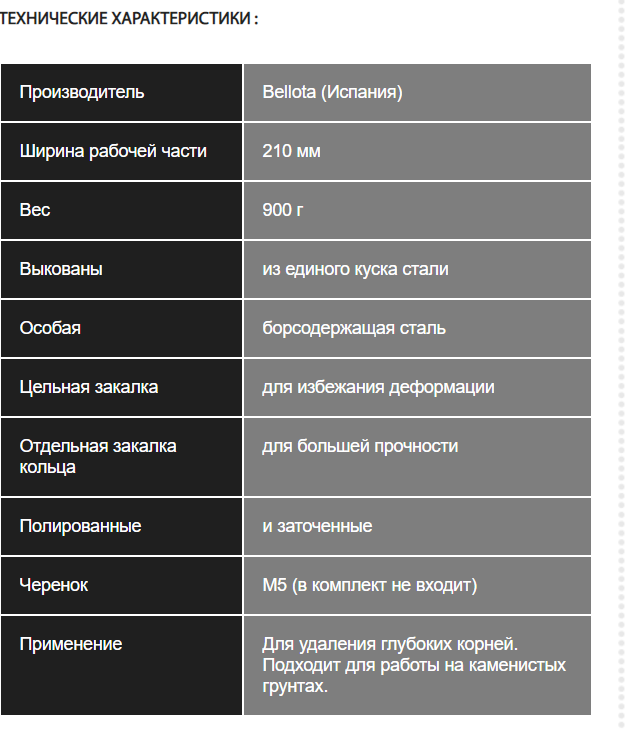 ТЕХНИЧЕСКИЕ ХАРАКТЕРИСТИКИ :
Производитель
Bellota (Испания)
Ширина рабочей части
210 мм
Вес
900 г
Выкованы
из единого куска стали
Особая
борсодержащая сталь
Цельная закалка
для избежания деформации
Отдельная закалка
кольца
для большей прочности
Полированные
и заточенные
Черенок
М5 (в комплект не входит)
Применение
Для удаления глубоких корней.
Подходит для работы на каменистых
грунтах.